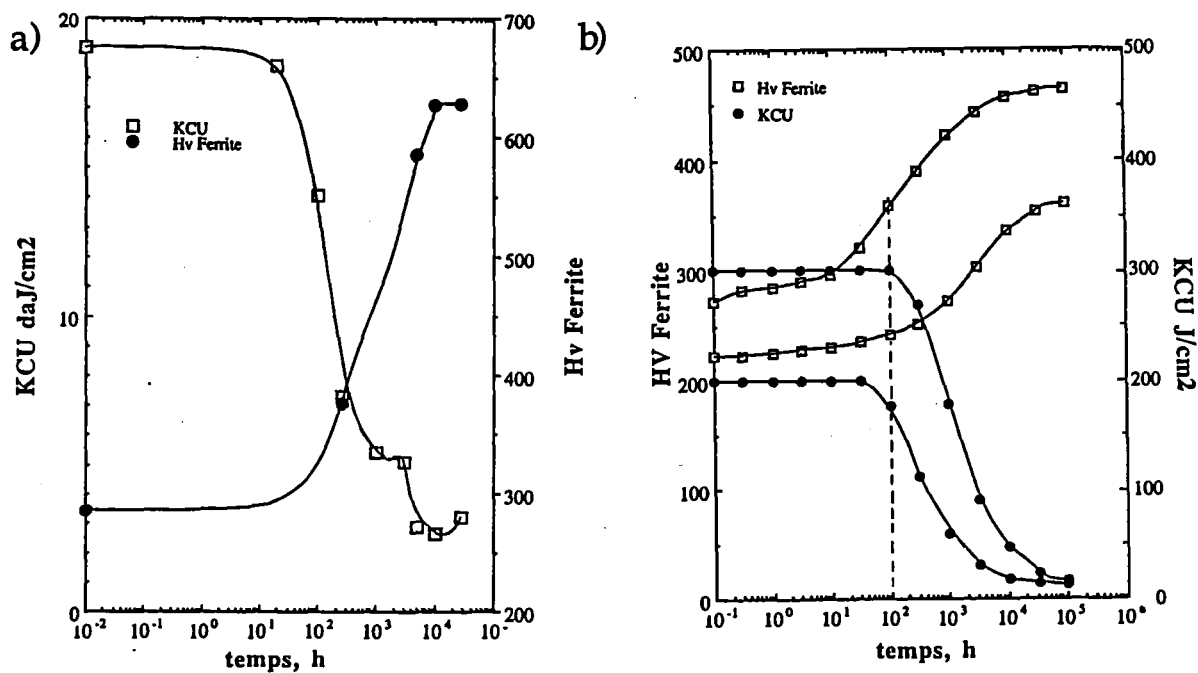 a)
20
10
0
KCU daJ/cm2
KCU
Hv Ferrite
700
600
500
400
300
200
Hv Ferrite
10-2 10-1 100 101 102 103 104 10-
temps, h
b)
500
400
300
200
100
0
HV Ferrite
Hv Ferrite
KCU
500
400
300
200
100
0
KCU J/cm2
10-1 100 101 102 103 104 105 106
temps, h